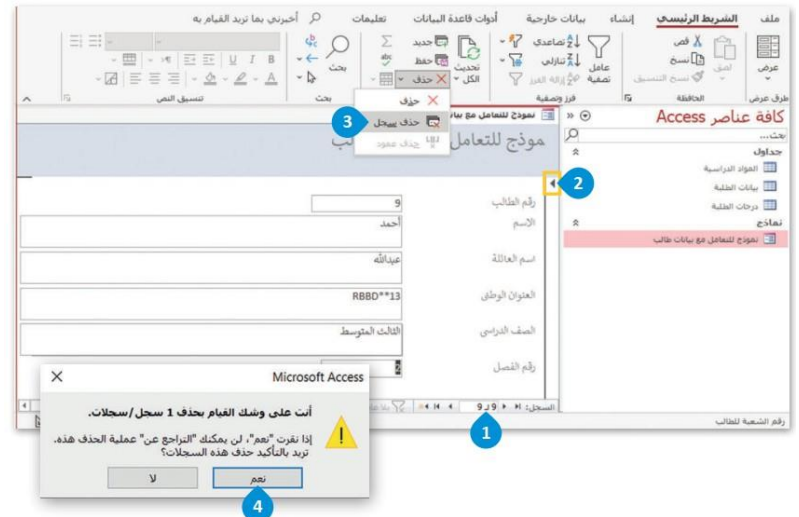 ملف
الشريط الرئيسي
إنشاء
بيانات خارجية
أدوات قاعدة البيانات
تعليمات
أخبرني بما تريد القيام به
عرض
لصق
قص
نسخ
نسخ التنسيق
عامل تصفية
تصاعدي
تنازلي
إزالة الفرز
تحديث الكل
جديد
حفظ
حذف
بحث
U I B
A
طرق عرض
الحافظة
فرز وتصفية
بحث
تنسيق النص
حذف
حذف سجل
حذف عمود
3
كافة عناصر Access
بحث...
جداول
المواد الدراسية
بيانات الطلبة
درجات الطلبة
نماذج
نموذج للتعامل مع بيانات طالب
نموذج للتعامل مع
موذج للتعامل
2
رقم الطالب
9
الاسم
أحمد
اسم العائلة
عبدالله
العنوان الوطني
RBBD**13
الصف الدراسي
الثالث المتوسط
رقم الفصل
السجل: 9 لـ 9
1
رقم الشعبة للطالب
Microsoft Access
أنت على وشك القيام بحذف 1 سجل/سجلات.
إذا نقرت "نعم"، لن يمكنك "التراجع عن" عملية الحذف هذه.
تريد بالتأكيد حذف هذه السجلات؟
نعم
لا
4